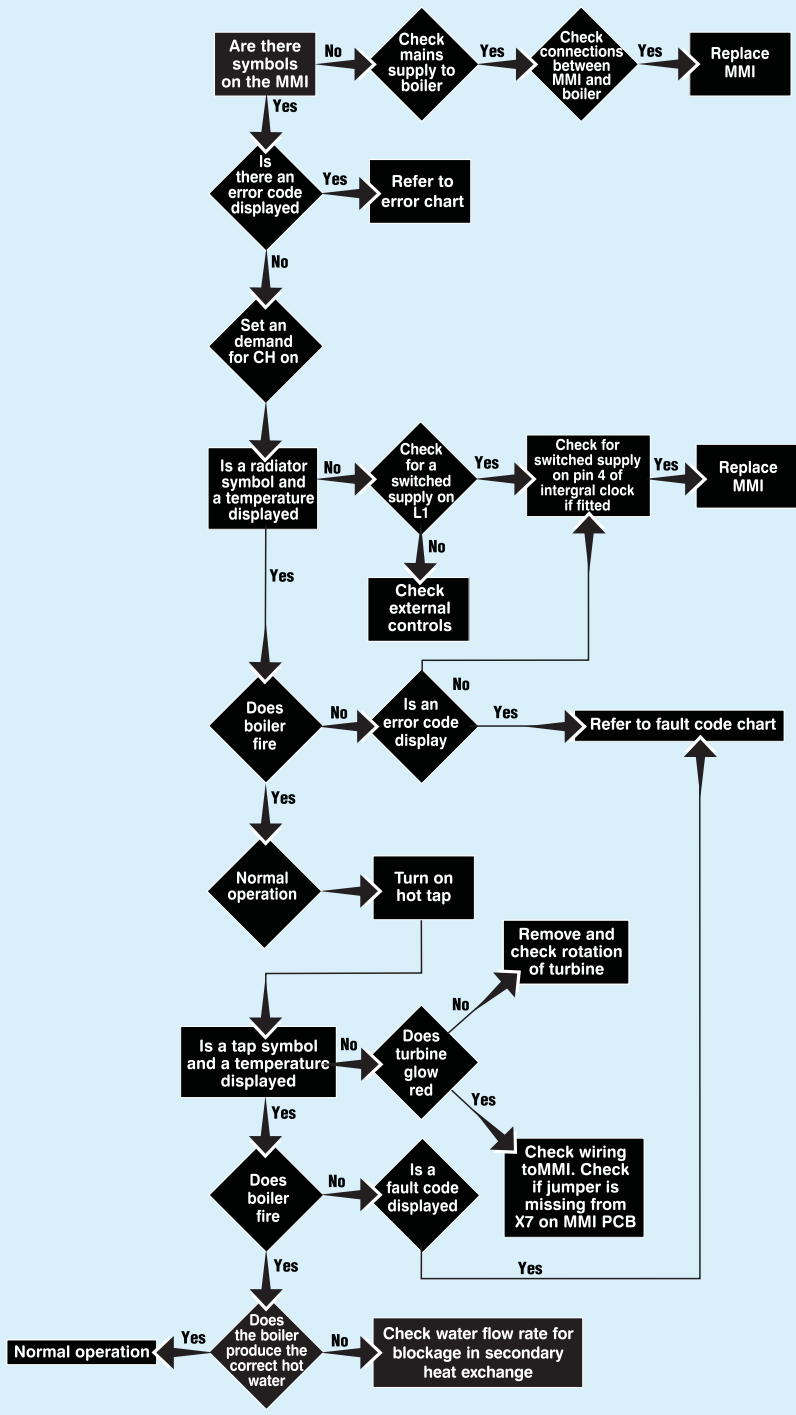 Are there
symbols
on the MMI
No
Check
mains
supply to
boiler
Yes
Check
connections
between
MMI and
boiler
Yes
Replace
MMI
Yes
Is
there an
error code
displayed
Yes
Refer to
error chart
No
Set an
demand
for CH on
Is a radiator
symbol and
a temperature
displayed
No
Check
for a
switched
supply on
L1
Yes
Check for
switched supply
on pin 4 of
intergral clock
if fitted
Yes
Replace
MMI
No
Check
external
controls
Yes
Does
boiler
fire
No
Is an
error code
display
No
Yes
Refer to fault code chart
Yes
Normal
operation
Turn on
hot tap
Is a tap symbol
and a temperature
displayed
No
Does
turbine
glow
red
No
Remove and
check rotation
of turbine
Yes
Check wiring
toMMI. Check
if jumper is
missing from
X7 on MMI PCB
Yes
Does
boiler
fire
No
Is a
fault code
displayed
Yes
Yes
Does
the boiler
produce the
correct hot
water
Yes
Normal operation
No
Check water flow rate for
blockage in secondary
heat exchange